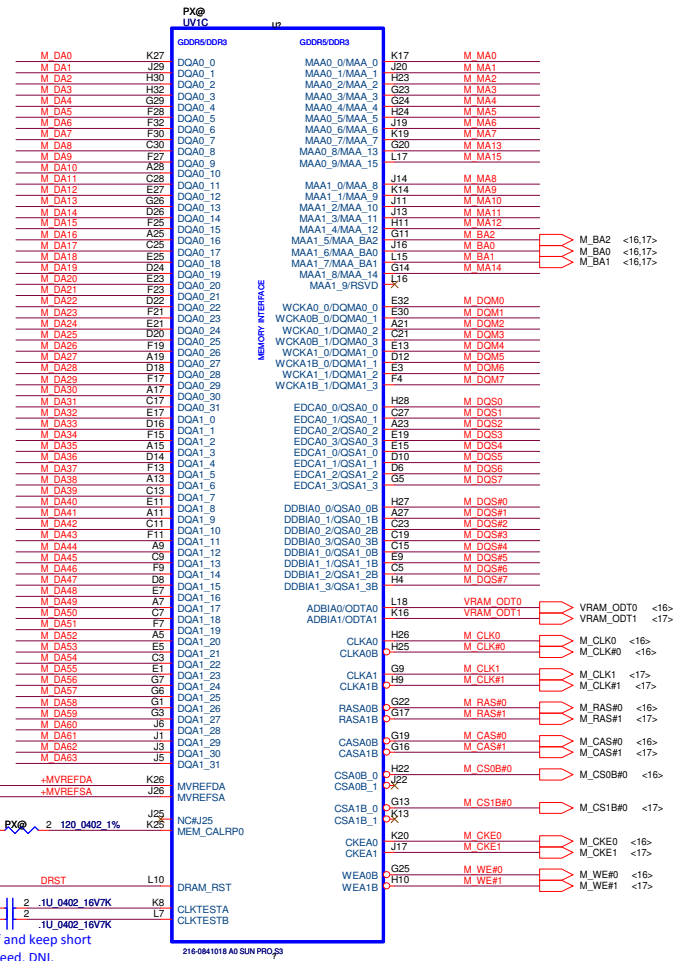 PX@
UV1C
U?
GDDR5/DDR3 GDDR5/DDR3
M_DA0 K27 DQA0_0
M_DA1 J29 DQA0_1
M_DA2 H30 DQA0_2
M_DA3 H32 DQA0_3
M_DA4 G29 DQA0_4
M_DA5 F28 DQA0_5
M_DA6 F32 DQA0_6
M_DA7 F30 DQA0_7
M_DA8 C30 DQA0_8
M_DA9 F27 DQA0_9
M_DA10 A28 DQA0_10
M_DA11 C28 DQA0_11
M_DA12 E27 DQA0_12
M_DA13 G26 DQA0_13
M_DA14 D26 DQA0_14
M_DA15 F25 DQA0_15
M_DA16 A25 DQA0_16
M_DA17 C25 DQA0_17
M_DA18 E25 DQA0_18
M_DA19 D24 DQA0_19
M_DA20 E23 DQA0_20
M_DA21 F23 DQA0_21
M_DA22 D22 DQA0_22
M_DA23 F21 DQA0_23
M_DA24 E21 DQA0_24
M_DA25 D20 DQA0_25
M_DA26 F19 DQA0_26
M_DA27 A19 DQA0_27
M_DA28 D18 DQA0_28
M_DA29 F17 DQA0_29
M_DA30 A17 DQA0_30
M_DA31 C17 DQA0_31
M_DA32 E17 DQA1_0
M_DA33 D16 DQA1_1
M_DA34 F15 DQA1_2
M_DA35 A15 DQA1_3
M_DA36 D14 DQA1_4
M_DA37 F13 DQA1_5
M_DA38 A13 DQA1_6
M_DA39 C13 DQA1_7
M_DA40 E11 DQA1_8
M_DA41 A11 DQA1_9
M_DA42 C11 DQA1_10
M_DA43 F11 DQA1_11
M_DA44 A9 DQA1_12
M_DA45 C9 DQA1_13
M_DA46 F9 DQA1_14
M_DA47 D8 DQA1_15
M_DA48 E7 DQA1_16
M_DA49 A7 DQA1_17
M_DA50 C7 DQA1_18
M_DA51 F7 DQA1_19
M_DA52 A5 DQA1_20
M_DA53 E5 DQA1_21
M_DA54 C3 DQA1_22
M_DA55 E1 DQA1_23
M_DA56 G7 DQA1_24
M_DA57 G6 DQA1_25
M_DA58 G1 DQA1_26
M_DA59 G3 DQA1_27
M_DA60 J6 DQA1_28
M_DA61 J1 DQA1_29
M_DA62 J3 DQA1_30
M_DA63 J5 DQA1_31
+MVREFDA K26 MVREFDA
+MVREFSA J26 MVREFSA
J25 NC#J25
PX@ 2 120_0402_1% K25 MEM_CALRP0
DRST L10 DRAM_RST
2 .1U_0402_16V7K K8 CLKTESTA
2 .1U_0402_16V7K L7 CLKTESTB
and keep short
eed, DNI.
MEMORY INTERFACE
MAA0_0/MAA_0 K17 M_MA0
MAA0_1/MAA_1 J20 M_MA1
MAA0_2/MAA_2 H23 M_MA2
MAA0_3/MAA_3 G23 M_MA3
MAA0_4/MAA_4 G24 M_MA4
MAA0_5/MAA_5 H24 M_MA5
MAA0_6/MAA_6 J19 M_MA6
MAA0_7/MAA_7 K19 M_MA7
MAA0_8/MAA_13 G20 M_MA13
MAA0_9/MAA_15 L17 M_MA15
MAA1_0/MAA_8 J14 M_MA8
MAA1_1/MAA_9 K14 M_MA9
MAA1_2/MAA_10 J11 M_MA10
MAA1_3/MAA_11 J13 M_MA11
MAA1_4/MAA_12 H11 M_MA12
MAA1_5/MAA_BA2 G11 M_BA2 M_BA2 <16,17>
MAA1_6/MAA_BA0 J16 M_BA0 M_BA0 <16,17>
MAA1_7/MAA_BA1 L15 M_BA1 M_BA1 <16,17>
MAA1_8/MAA_14 G14 M_MA14
MAA1_9/RSVD L16
WCKA0_0/DQMA0_0 E32 M_DQM0
WCKA0B_0/DQMA0_1 E30 M_DQM1
WCKA0_1/DQMA0_2 A21 M_DQM2
WCKA0B_1/DQMA0_3 C21 M_DQM3
WCKA1_0/DQMA1_0 E13 M_DQM4
WCKA1B_0/DQMA1_1 D12 M_DQM5
WCKA1_1/DQMA1_2 E3 M_DQM6
WCKA1B_1/DQMA1_3 F4 M_DQM7
EDCA0_0/QSA0_0 H28 M_DQS0
EDCA0_1/QSA0_1 C27 M_DQS1
EDCA0_2/QSA0_2 A23 M_DQS2
EDCA0_3/QSA0_3 E19 M_DQS3
EDCA1_0/QSA1_0 E15 M_DQS4
EDCA1_1/QSA1_1 D10 M_DQS5
EDCA1_2/QSA1_2 D6 M_DQS6
EDCA1_3/QSA1_3 G5 M_DQS7
DDBIA0_0/QSA0_0B H27 M_DQS#0
DDBIA0_1/QSA0_1B A27 M_DQS#1
DDBIA0_2/QSA0_2B C23 M_DQS#2
DDBIA0_3/QSA0_3B C19 M_DQS#3
DDBIA1_0/QSA1_0B C15 M_DQS#4
DDBIA1_1/QSA1_1B E9 M_DQS#5
DDBIA1_2/QSA1_2B C5 M_DQS#6
DDBIA1_3/QSA1_3B H4 M_DQS#7
ADBIA0/ODTA0 L18 VRAM_ODT0 VRAM_ODT0 <16>
ADBIA1/ODTA1 K16 VRAM_ODT1 VRAM_ODT1 <17>
CLKA0 H26 M_CLK0 M_CLK0 <16>
CLKA0B H25 M_CLK#0 M_CLK#0 <16>
CLKA1 G9 M_CLK1 M_CLK1 <17>
CLKA1B H9 M_CLK#1 M_CLK#1 <17>
RASA0B G22 M_RAS#0 M_RAS#0 <16>
RASA1B G17 M_RAS#1 M_RAS#1 <17>
CASA0B G19 M_CAS#0 M_CAS#0 <16>
CASA1B G16 M_CAS#1 M_CAS#1 <17>
CSA0B_0 H22 M_CS0B#0 M_CS0B#0 <16>
CSA0B_1 J22
CSA1B_0 G13 M_CS1B#0 M_CS1B#0 <17>
CSA1B_1 K13
CKEA0 K20 M_CKE0 M_CKE0 <16>
CKEA1 J17 M_CKE1 M_CKE1 <17>
WEA0B G25 M_WE#0 M_WE#0 <16>
WEA1B H10 M_WE#1 M_WE#1 <17>
216-0841018 A0 SUN PRO S3
?